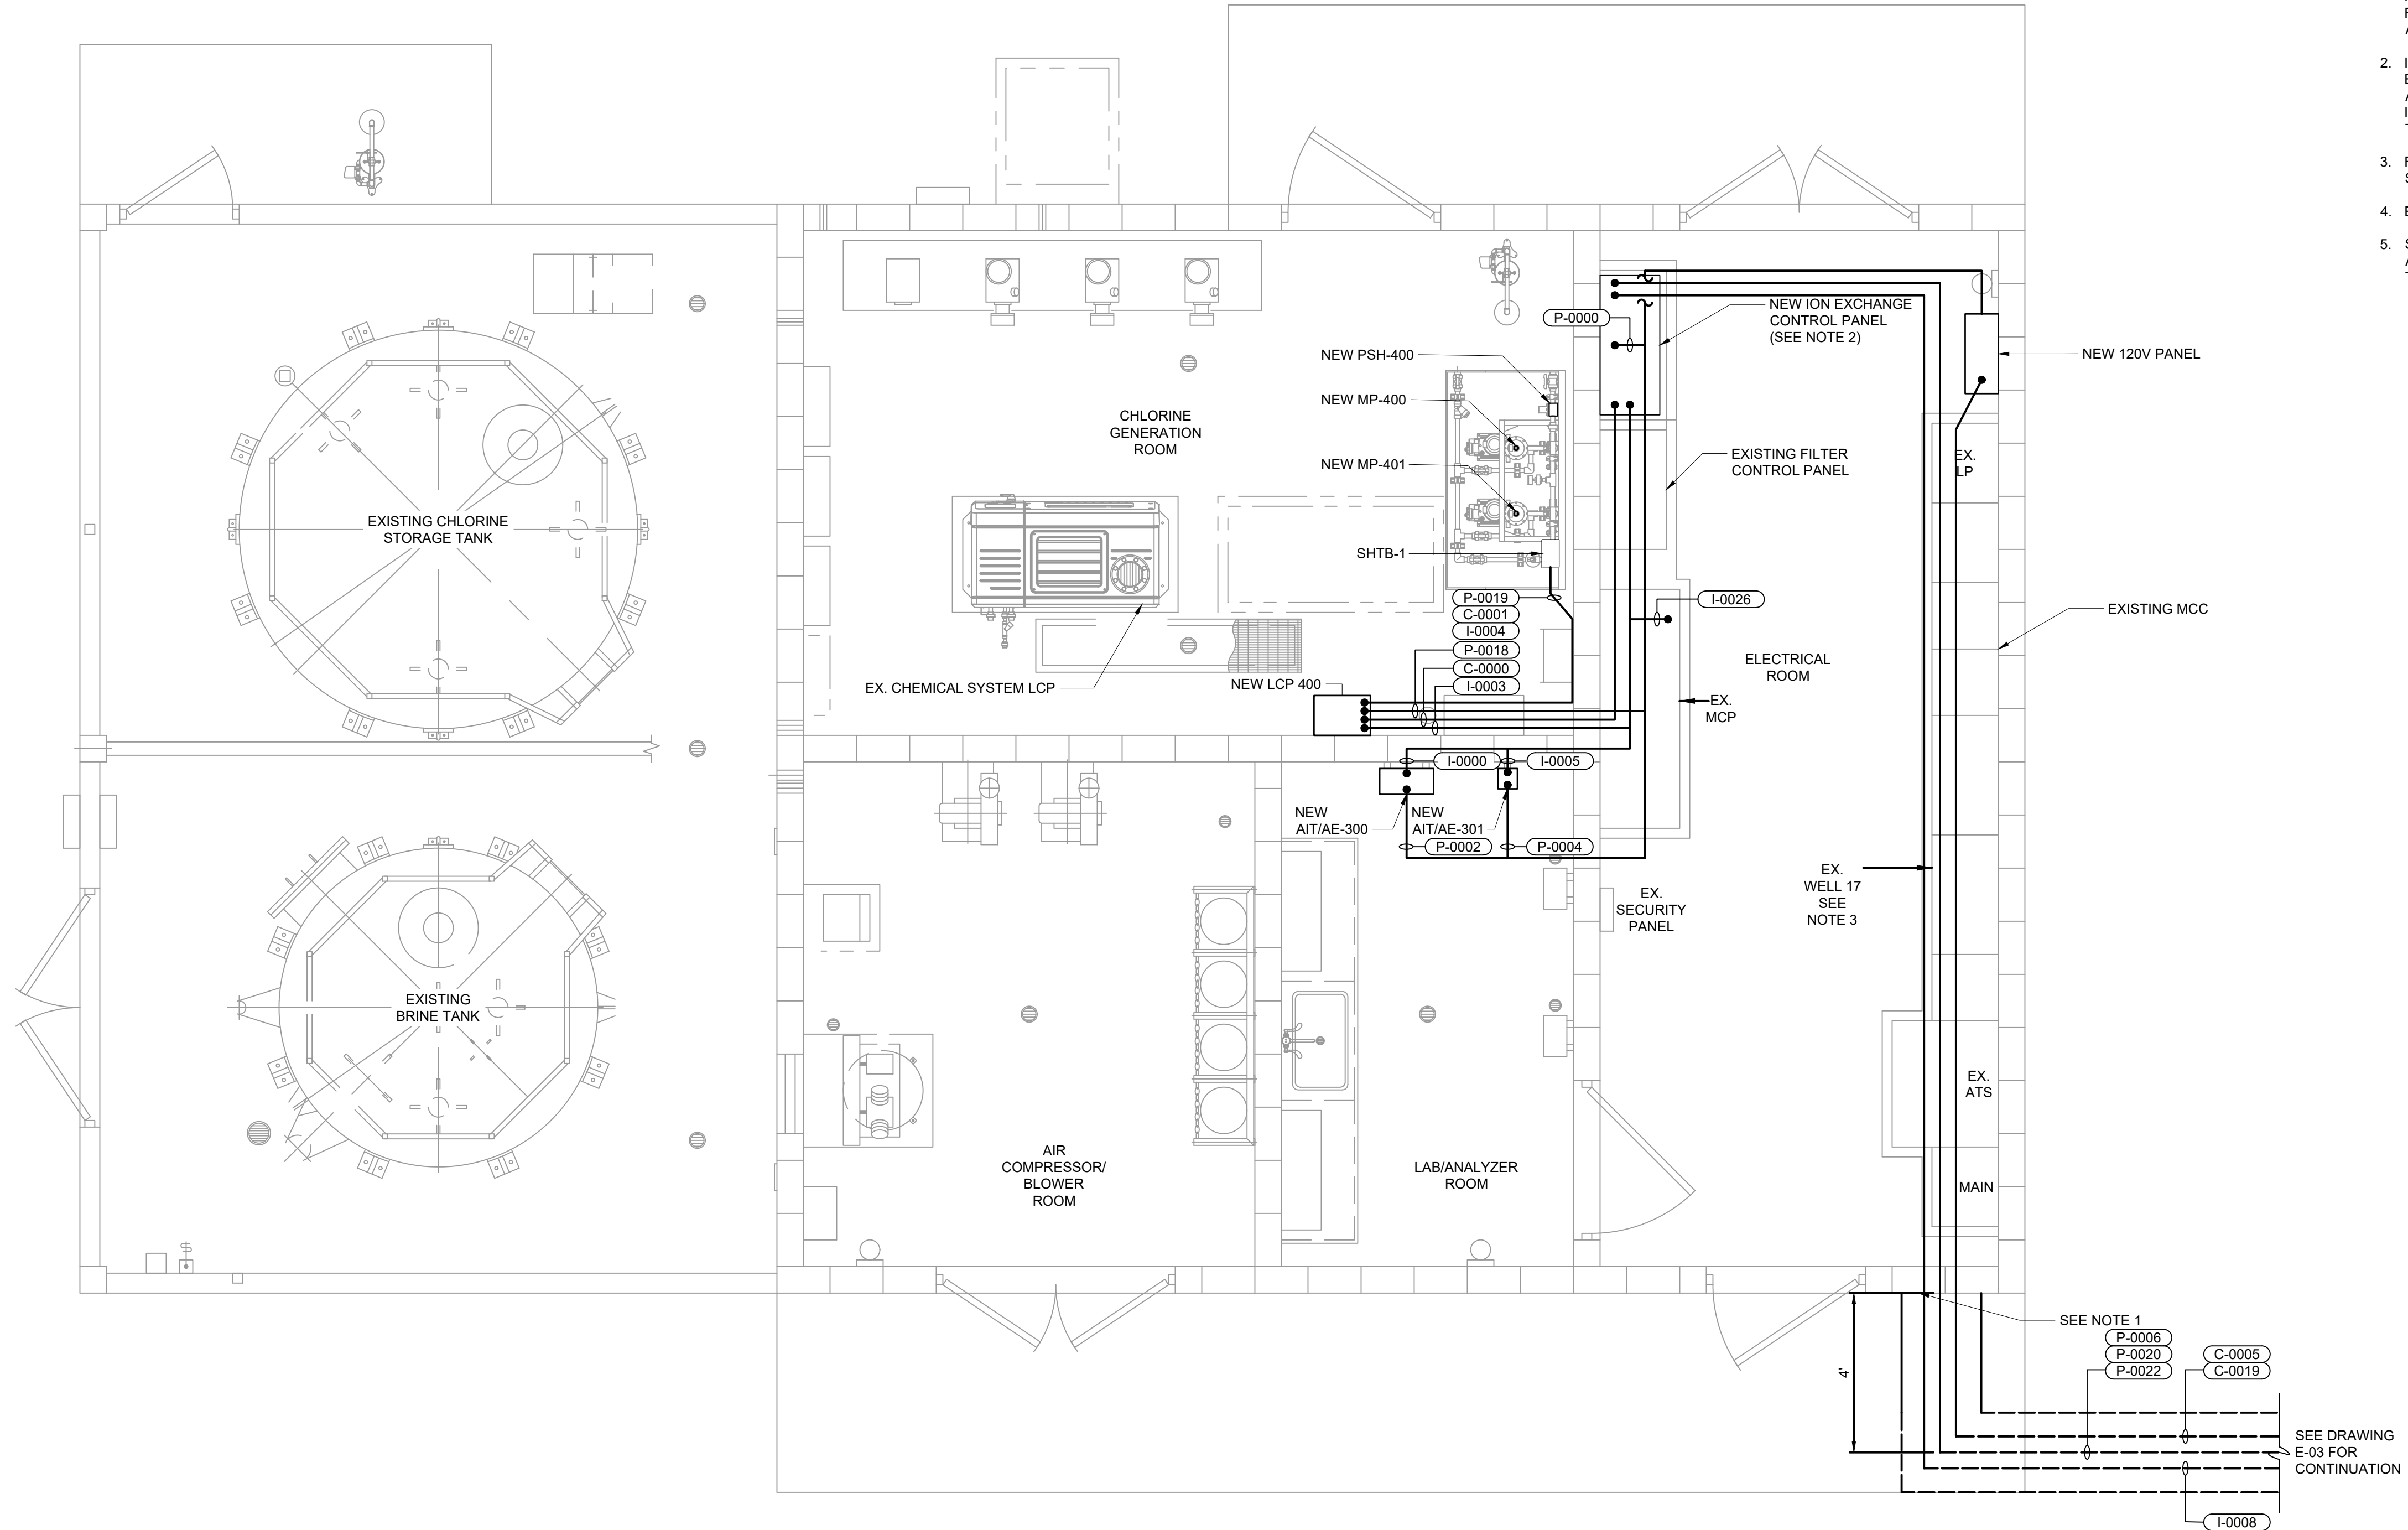 2.
3.
4.
5.
NEW ION EXCHANGE
CONTROL PANEL
(SEE NOTE 2)
P-0000
NEW PSH-400
NEW 120V PANEL
NEW MP-400
CHLORINE
GENERATION
ROOM
NEW MP-401
EXISTING FILTER
CONTROL PANEL
EX.
LP
EXISTING CHLORINE
STORAGE TANK
SHTB-1
P-0019
C-0001
I-0004
P-0018
C-0000
I-0003
I-0026
EXISTING MCC
ELECTRICAL
ROOM
EX. CHEMICAL SYSTEM LCP
NEW LCP 400
EX.
MCP
I-0000
I-0005
NEW
AIT/AE-300
NEW
AIT/AE-301
P-0002
P-0004
EX.
WELL 17
SEE
NOTE 3
EX.
SECURITY
PANEL
EXISTING
BRINE TANK
EX.
ATS
AIR
COMPRESSOR/
BLOWER
ROOM
LAB/ANALYZER
ROOM
MAIN
SEE NOTE 1
P-0006
P-0020
P-0022
C-0005
C-0019
4'
SEE DRAWING
E-03 FOR
CONTINUATION
I-0008